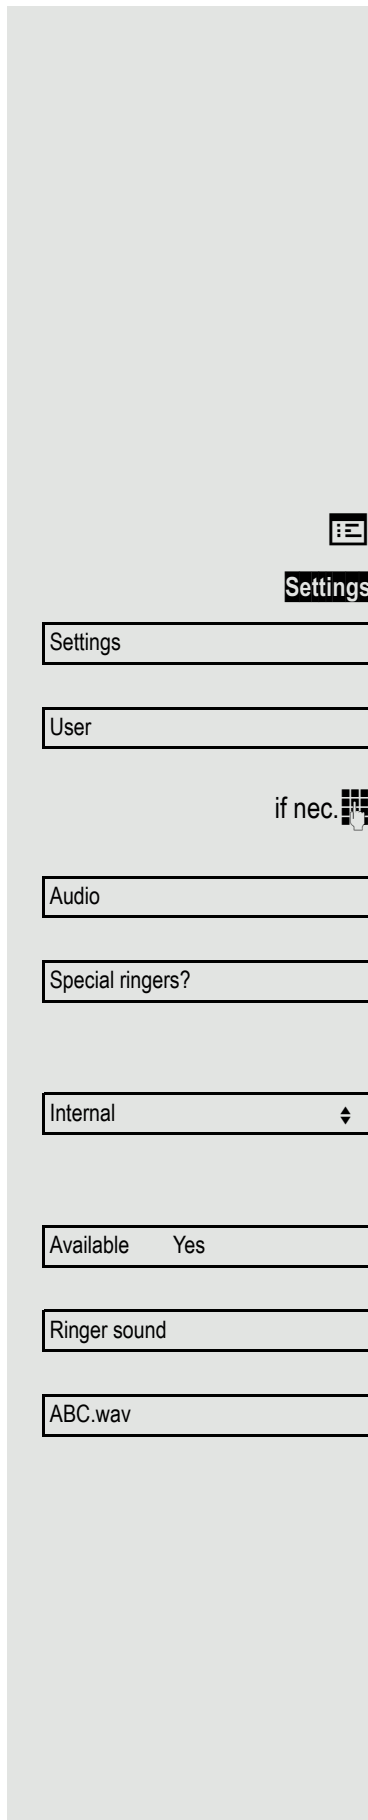 Settings
Settings
User
if nec.
Audio
Special ringers?
Internal
Available Yes
Ringer sound
ABC.wav